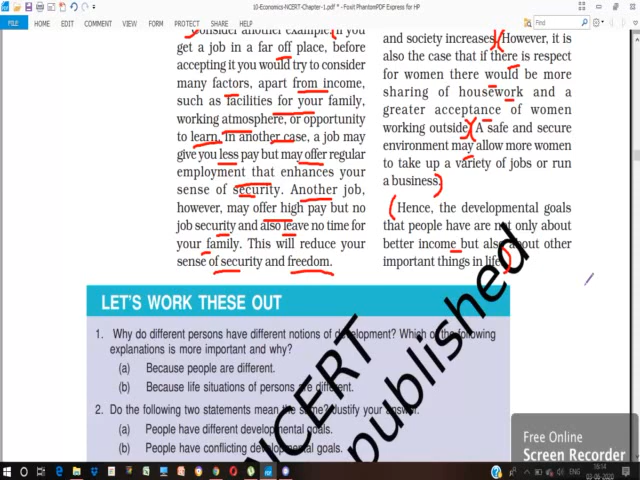 10-Economics-NCERT-Chapter-1.pdf * - Foxit PhantomPDF Express for HP
FILE HOME EDIT COMMENT VIEW FORM PROTECT SHARE HELP
Find
Consider another example. If you
get a job in a far off place, before
accepting it you would try to consider
many factors, apart from income,
such as facilities for your family,
working atmosphere, or opportunity
to learn. In another case, a job may
give you less pay but may offer regular
employment that enhances your
sense of security. Another job,
however, may offer high pay but no
job security and also leave no time for
your family. This will reduce your
sense of security and freedom.
and society increases. However, it is
also the case that if there is respect
for women there would be more
sharing of housework and a
greater acceptance of women
working outside. A safe and secure
environment may allow more women
to take up a variety of jobs or run
a business.
Hence, the developmental goals
that people have are not only about
better income but also about other
important things in life.
LET'S WORK THESE OUT
1. Why do different persons have different notions of development? Which of the following
explanations is more important and why?
(a) Because people are different.
(b) Because life situations of persons are different.
2. Do the following two statements mean the same? Justify your answer.
(a) People have different developmental goals.
(b) People have conflicting developmental goals.
NCERT
published
Free Online
Screen Recorder
16:14
03-06-2020